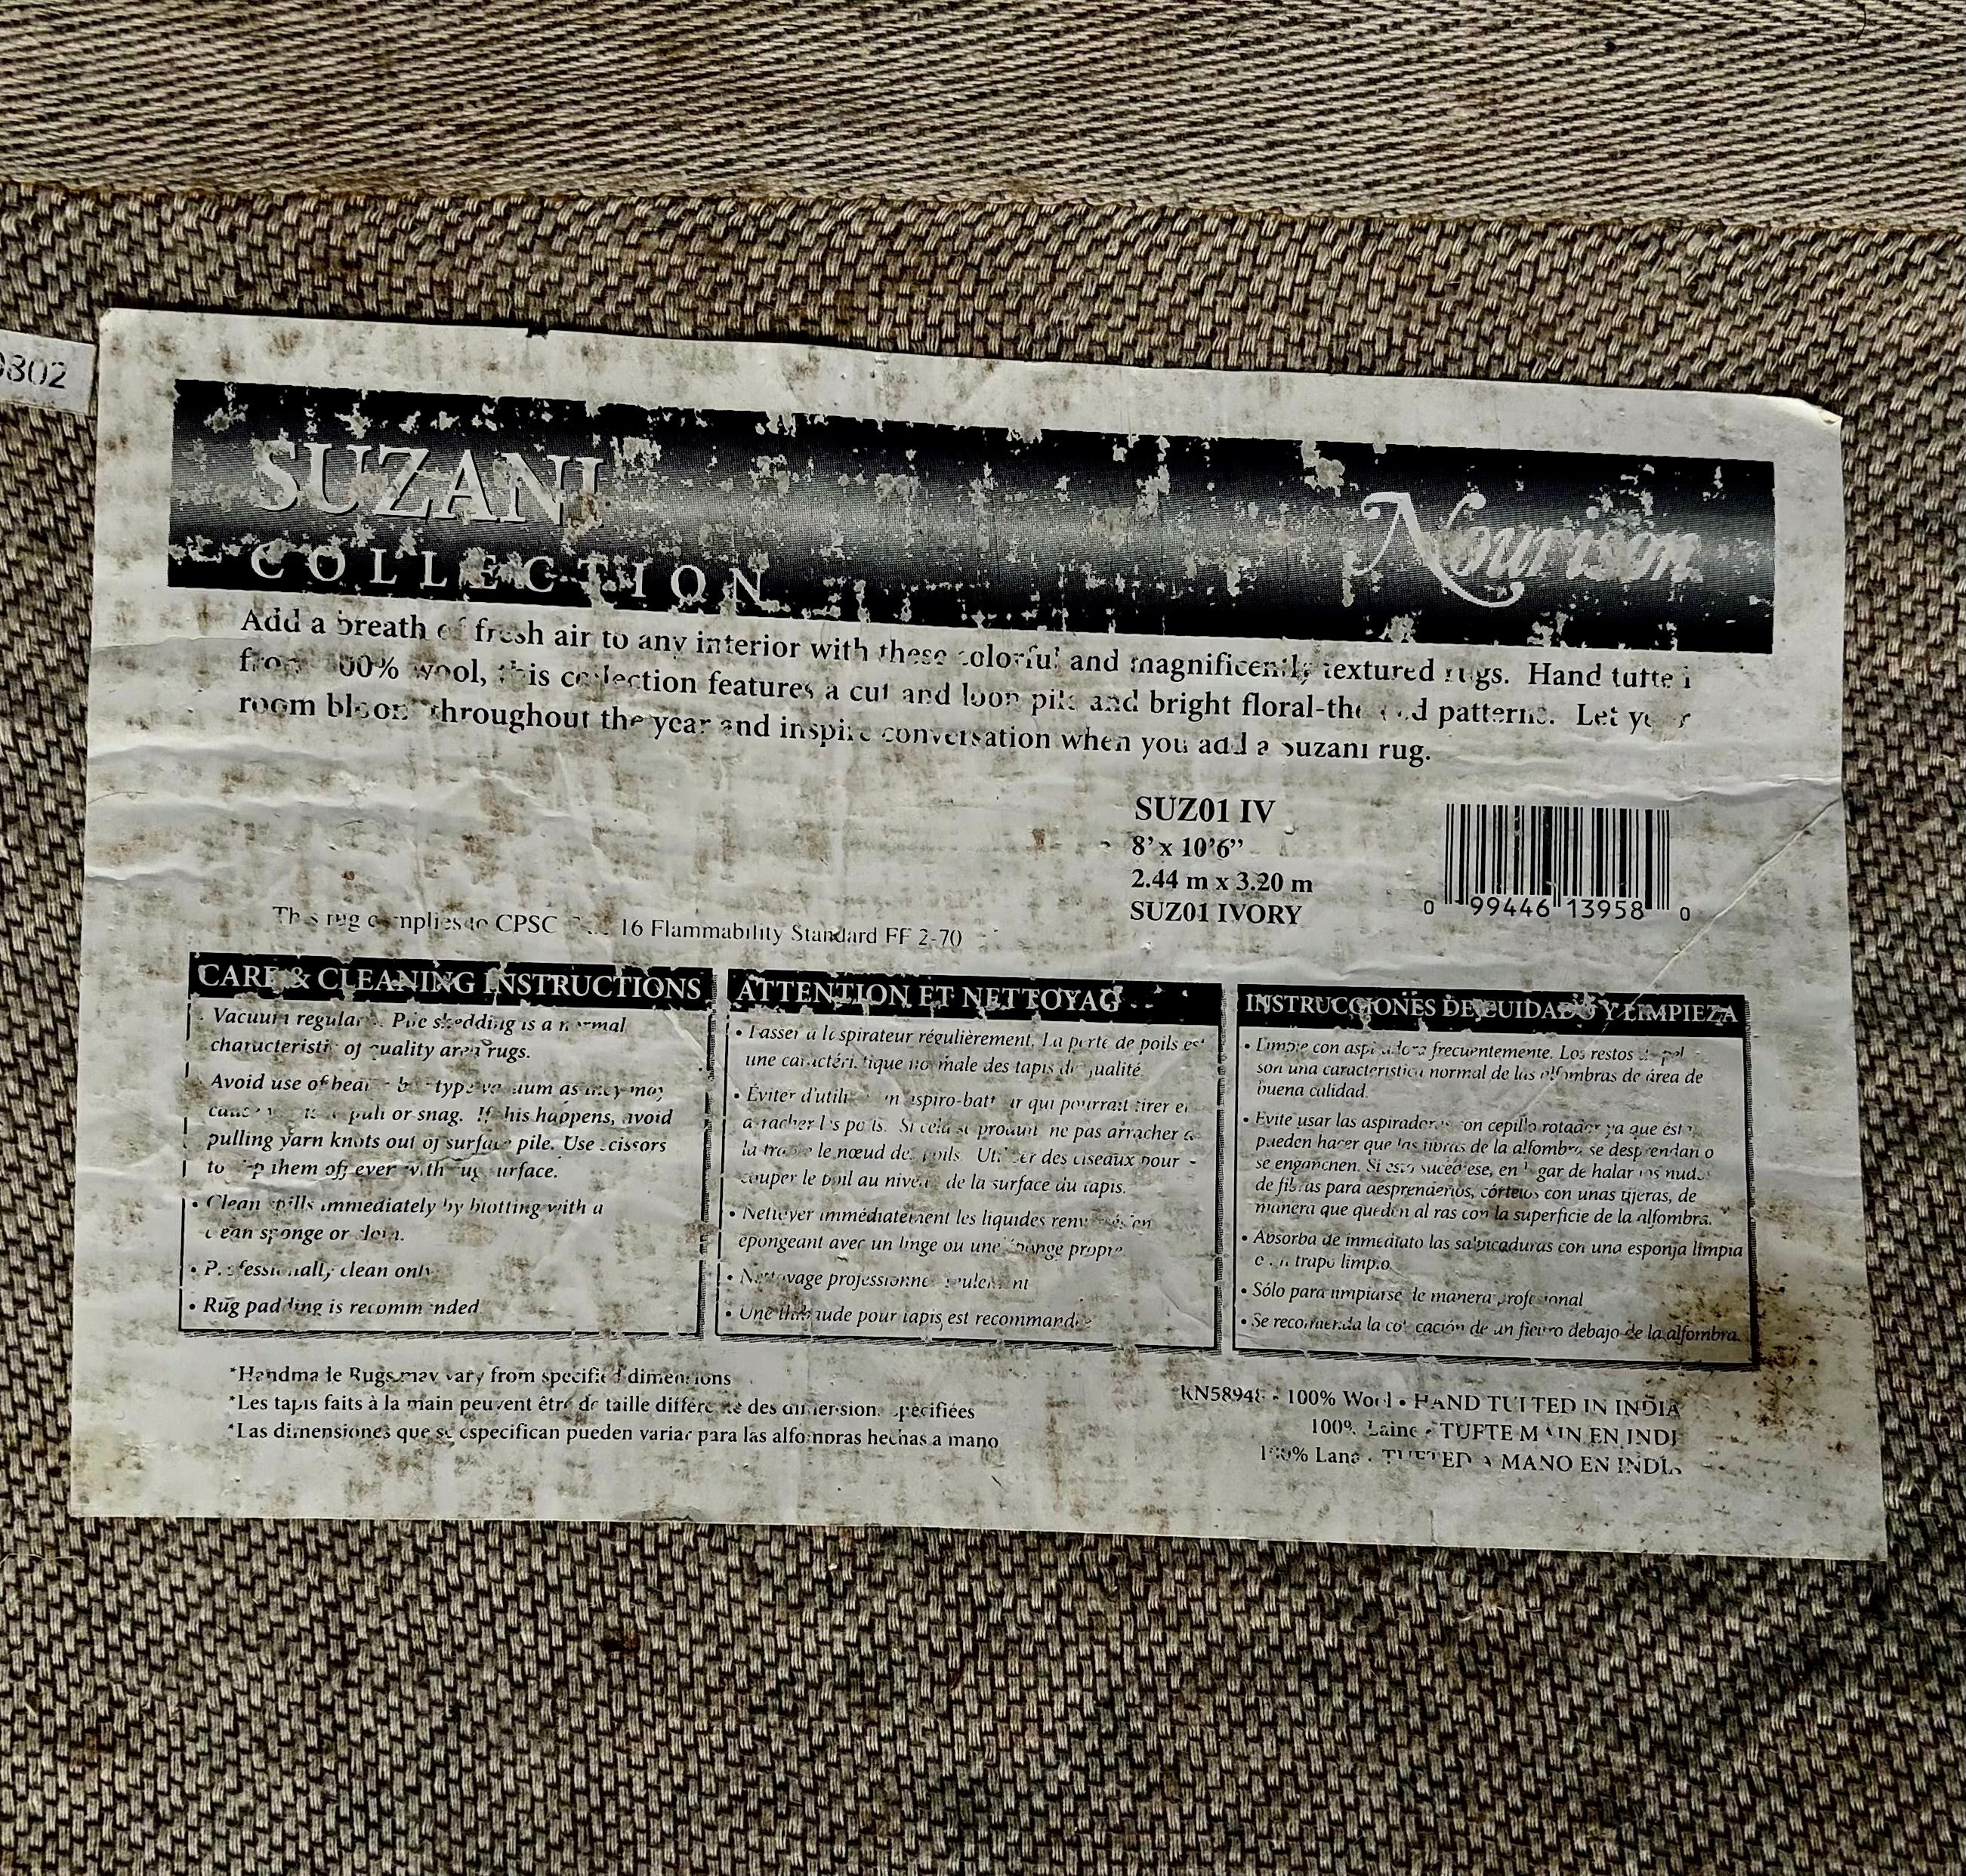 0802
SUZANI
COLLECTION
Nourison
Add a breath of fresh air to any interior with these colorful and magnificently textured rugs. Hand tufted
from 100% wool, this collection features a cut and loop pile and bright floral-themed patterns. Let your
room bloom throughout the year and inspire conversation when you add a Suzani rug.
SUZ01 IV
8' x 10'6"
2.44 m x 3.20 m
SUZ01 IVORY
0 99446 13958 0
This rug complies to CPSC 16 Flammability Standard FF 2-70
CARE & CLEANING INSTRUCTIONS
Vacuum regularly. Pile shedding is a normal
characteristic of quality area rugs.
Avoid use of beater bar type vacuum as they may
cause yarns to pull or snag. If this happens, avoid
pulling yarn knots out of surface pile. Use scissors
to clip them off even with rug surface.
• Clean spills immediately by blotting with a
clean sponge or cloth.
• Professionally clean only
• Rug padding is recommended
ATTENTION ET NETTOYAGE
• Passer à l'aspirateur régulièrement. La perte de poils est
une caractéristique normale des tapis de qualité.
• Éviter d'utiliser un aspiro-batteur qui pourrait tirer et
arracher les poils. Si cela se produit, ne pas arracher de
la trame le nœud de poils. Utiliser des ciseaux pour
couper le poil au niveau de la surface du tapis.
• Nettoyer immédiatement les liquides renversés en
épongeant avec un linge ou une éponge propre
• Nettoyage professionnel seulement
• Une thibaude pour tapis est recommandée
INSTRUCCIONES DE CUIDADO Y LIMPIEZA
• Limpie con aspiradora frecuentemente. Los restos de pel
son una característica normal de las alfombras de área de
buena calidad.
• Evite usar las aspiradoras con cepillo rotador ya que ésta
pueden hacer que las fibras de la alfombra se desprendan o
se enganchen. Si esto sucediese, en lugar de halar los nudos
de fibras para desprenderlos, córtelos con unas tijeras, de
manera que queden al ras con la superficie de la alfombra.
• Absorba de inmediato las salpicaduras con una esponja limpia
o un trapo limpio
• Sólo para limpiarse de manera profesional
• Se recomienda la colocación de un fieltro debajo de la alfombra.
*Handmade Rugs may vary from specified dimensions
*Les tapis faits à la main peuvent être de taille différente des dimensions spécifiées
*Las dimensiones que se especifican pueden variar para las alfombras hechas a mano
RN58948 • 100% Wool • HAND TUFTED IN INDIA
100% Laine • TUFTE MAIN EN INDE
100% Lana • TUFTED A MANO EN INDIA